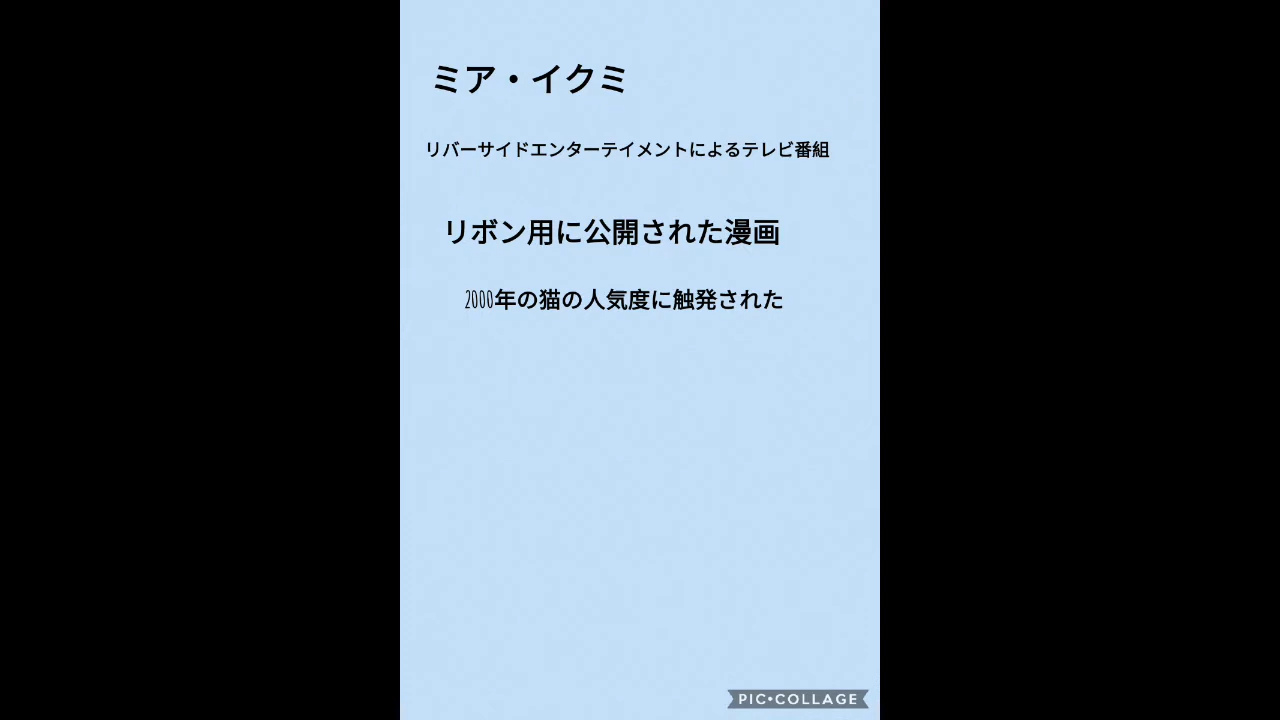 ミア・イクミ
リバーサイドエンターテイメントによるテレビ番組
リボン用に公開された漫画
2000年の猫の人気度に触発された
PIC•COLLAGE